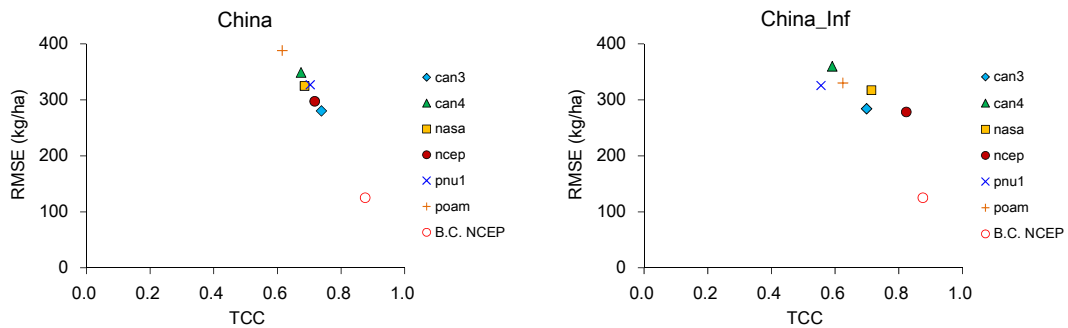 China
RMSE (kg/ha)
400
300
200
100
0
0.0 0.2 0.4 0.6 0.8 1.0
TCC
can3
can4
nasa
ncep
pnu1
poam
B.C. NCEP
China_Inf
RMSE (kg/ha)
400
300
200
100
0
0.0 0.2 0.4 0.6 0.8 1.0
TCC
can3
can4
nasa
ncep
pnu1
poam
B.C. NCEP